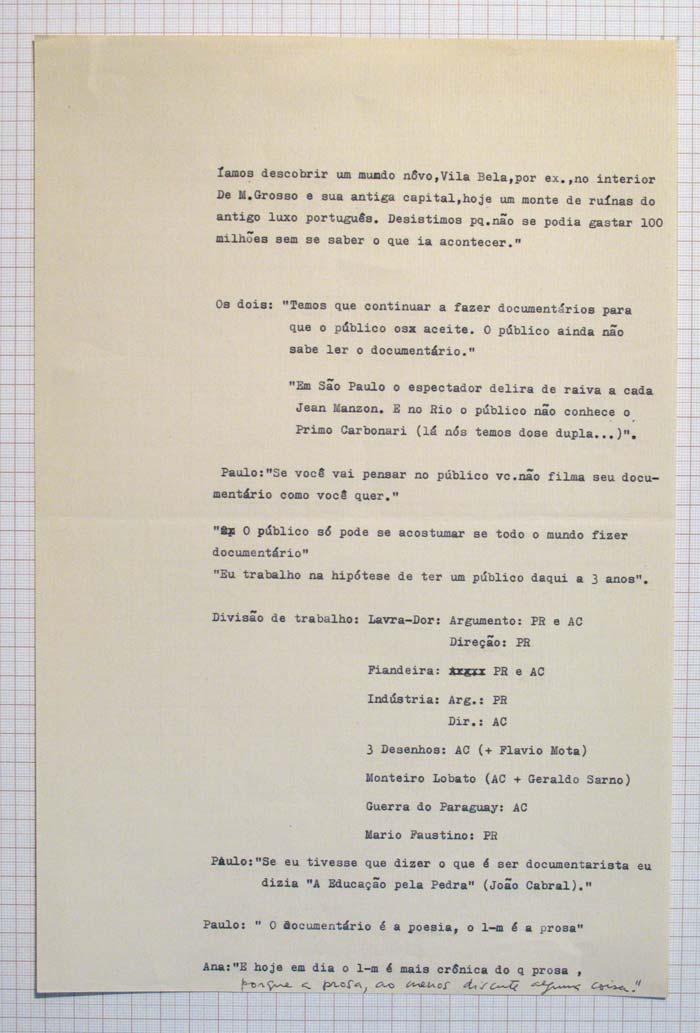 Íamos descobrir um mundo nôvo,Vila Bela,por ex.,no interior
De M.Grosso e sua antiga capital,hoje um monte de ruínas do
antigo luxo português. Desistimos pq.não se podia gastar 100
milhões sem se saber o que ia acontecer."
Os dois: "Temos que continuar a fazer documentários para
que o público osx aceite. O público ainda não
sabe ler o documentário."
"Em São Paulo o espectador delira de raiva a cada
Jean Manzon. E no Rio o público não conhece o
Primo Carbonari (lá nós temos dose dupla...)".
Paulo:"Se você vai pensar no público vc.não filma seu docu-
mentário como você quer."
" O público só pode se acostumar se todo o mundo fizer
documentário"
"Eu trabalho na hipótese de ter um público daqui a 3 anos".
Divisão de trabalho: Lavra-Dor: Argumento: PR e AC
Direção: PR
Fiandeira: PR e AC
Indústria: Arg.: PR
Dir.: AC
3 Desenhos: AC (+ Flavio Mota)
Monteiro Lobato (AC + Geraldo Sarno)
Guerra do Paraguay: AC
Mario Faustino: PR
Paulo:"Se eu tivesse que dizer o que é ser documentarista eu
dizia "A Educação pela Pedra" (João Cabral)."
Paulo: " O documentário é a poesia, o l-m é a prosa"
Ana:"E hoje em dia o l-m é mais crônica do q prosa ,
porque a prosa, ao menos discute alguma coisa."